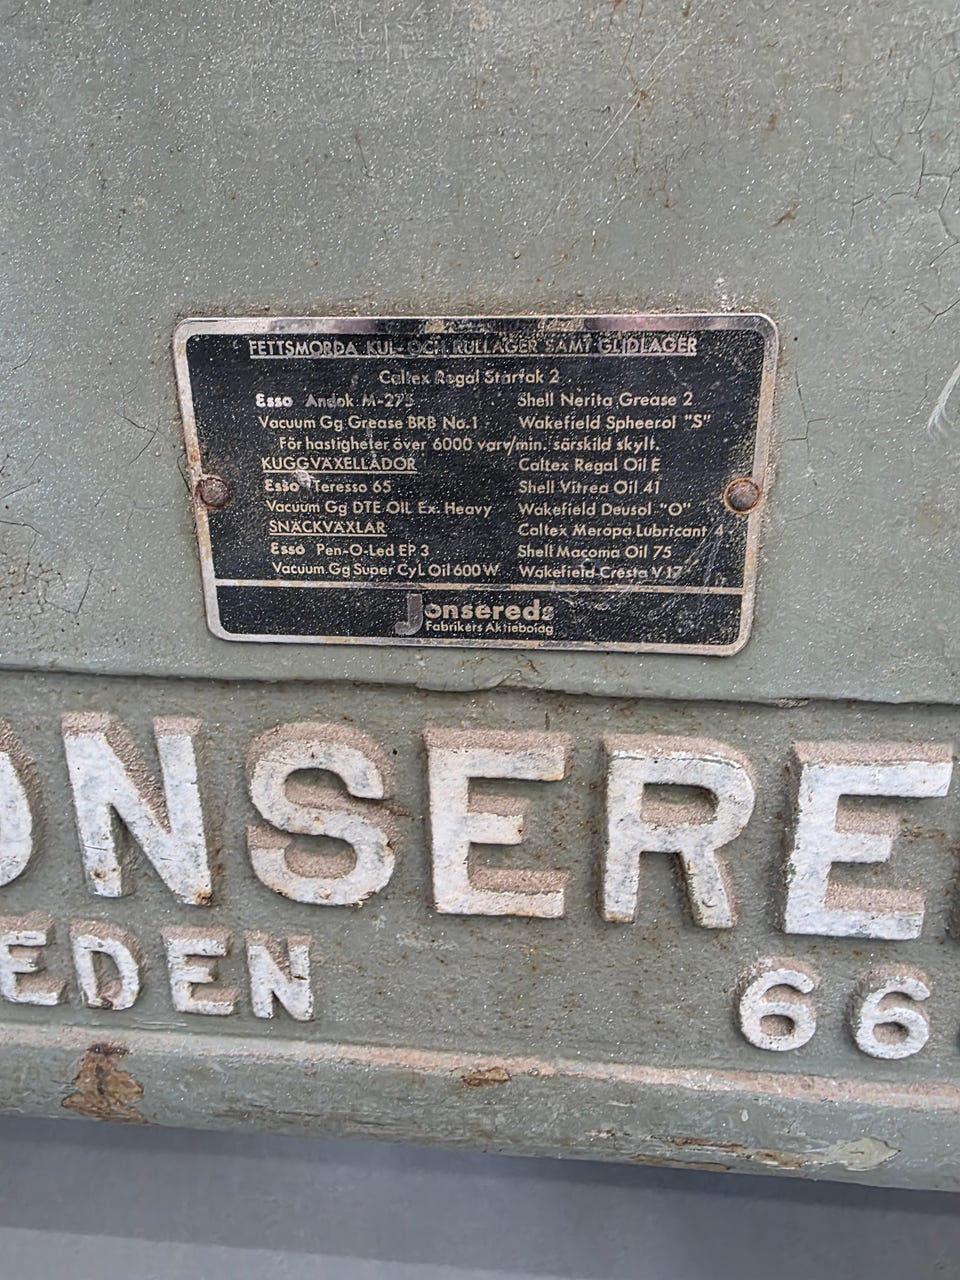 FETTSMORDA KUL- OCH RULLAGER SAMT GLIDLAGER
Caltex Regal Starfak 2
Esso Andok M-275 Shell Nerita Grease 2
Vacuum Gg Grease BRB No.1 Wakefield Spheerol "S"
För hastigheter över 6000 varv/min. särskild skylt.
KUGGVÄXELLÅDOR Caltex Regal Oil E
Esso Teresso 65 Shell Vitrea Oil 41
Vacuum Gg DTE OIL Ex. Heavy Wakefield Deusol "O"
SNÄCKVÄXLAR Caltex Meropa Lubricant 4
Esso Pen-O-Led EP 3 Shell Macoma Oil 75
Vacuum Gg Super Cyl. Oil 600 W Wakefield Cresta V 17
Jonsereds
Fabrikers Aktiebolag
ONSERE
EDEN 66